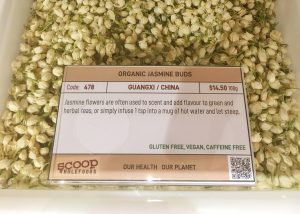 ORGANIC JASMINE BUDS
Code: 478 GUANGXI / CHINA $14.50 100g
Jasmine flowers are often used to scent and add flavour to green and
herbal teas, or simply infuse 1 tsp into a mug of hot water and let steep.
GLUTEN FREE, VEGAN, CAFFEINE FREE
SCOOP
WHOLEFOODS
OUR HEALTH OUR PLANET